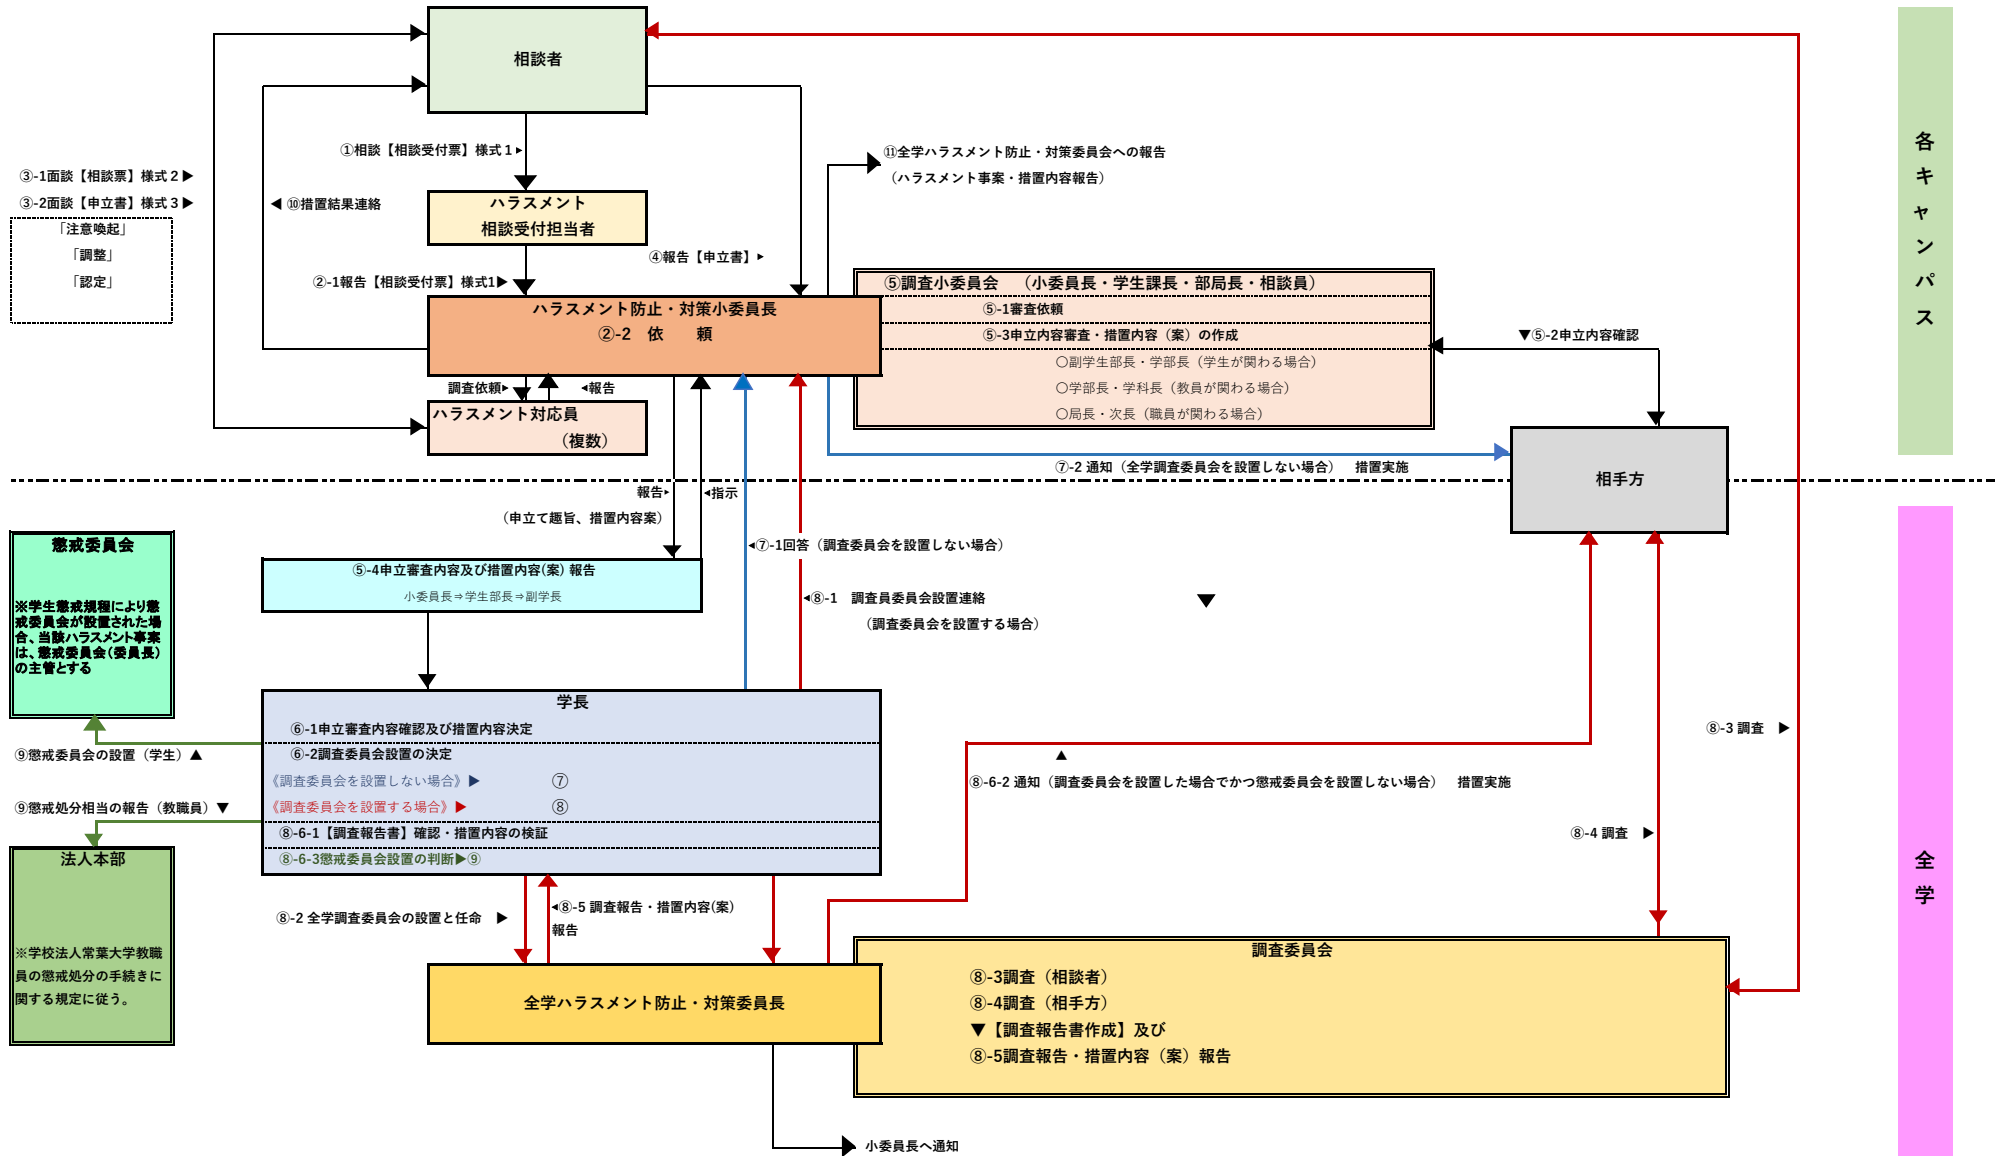 相談者
各キャンパス
①相談【相談受付票】様式１▸
⑪全学ハラスメント防止・対策委員会への報告
（ハラスメント事案・措置内容報告）
③-1面談【相談票】様式２▶
③-2面談【申立書】様式３▶
「注意喚起」
「調整」
「認定」
◀ ⑩措置結果連絡
ハラスメント
相談受付担当者
④報告【申立書】▸
②-1報告【相談受付票】様式1▶
⑤調査小委員会　（小委員長・学生課長・部局長・相談員）
⑤-1審査依頼
⑤-3申立内容審査・措置内容（案）の作成
〇副学生部長・学部長（学生が関わる場合）
〇学部長・学科長（教員が関わる場合）
〇局長・次長（職員が関わる場合）
ハラスメント防止・対策小委員長
②-2　依　　頼
▼⑤-2申立内容確認
調査依頼▸
◂報告
ハラスメント対応員
（複数）
⑦-2 通知（全学調査委員会を設置しない場合）　措置実施
相手方
報告▸
◂指示
（申立て趣旨、措置内容案）
懲戒委員会
※学生懲戒規程により懲
戒委員会が設置された場
合、当該ハラスメント事案
は、懲戒委員会（委員長）
の主管とする
◂⑦-1回答（調査委員会を設置しない場合）
⑤-4申立審査内容及び措置内容(案) 報告
小委員長⇒学生部長⇒副学長
◂⑧-1　調査員委員会設置連絡
（調査委員会を設置する場合）
▼
学長
⑥-1申立審査内容確認及び措置内容決定
⑥-2調査委員会設置の決定
《調査委員会を設置しない場合》▶　⑦
《調査委員会を設置する場合》▶　⑧
⑧-6-1【調査報告書】確認・措置内容の検証
⑧-6-3懲戒委員会設置の判断▶⑨
⑧-3 調査　▶
⑨懲戒委員会の設置（学生）▲
▲
⑧-6-2 通知（調査委員会を設置した場合でかつ懲戒委員会を設置しない場合）　措置実施
⑨懲戒処分相当の報告（教職員）▼
⑧-4 調査　▶
法人本部
※学校法人常葉大学教職
員の懲戒処分の手続きに
関する規定に従う。
全学
⑧-2 全学調査委員会の設置と任命　▶
◂⑧-5 調査報告・措置内容(案)
報告
全学ハラスメント防止・対策委員長
調査委員会
⑧-3調査（相談者）
⑧-4調査（相手方）
▼【調査報告書作成】及び
⑧-5調査報告・措置内容（案）報告
小委員長へ通知